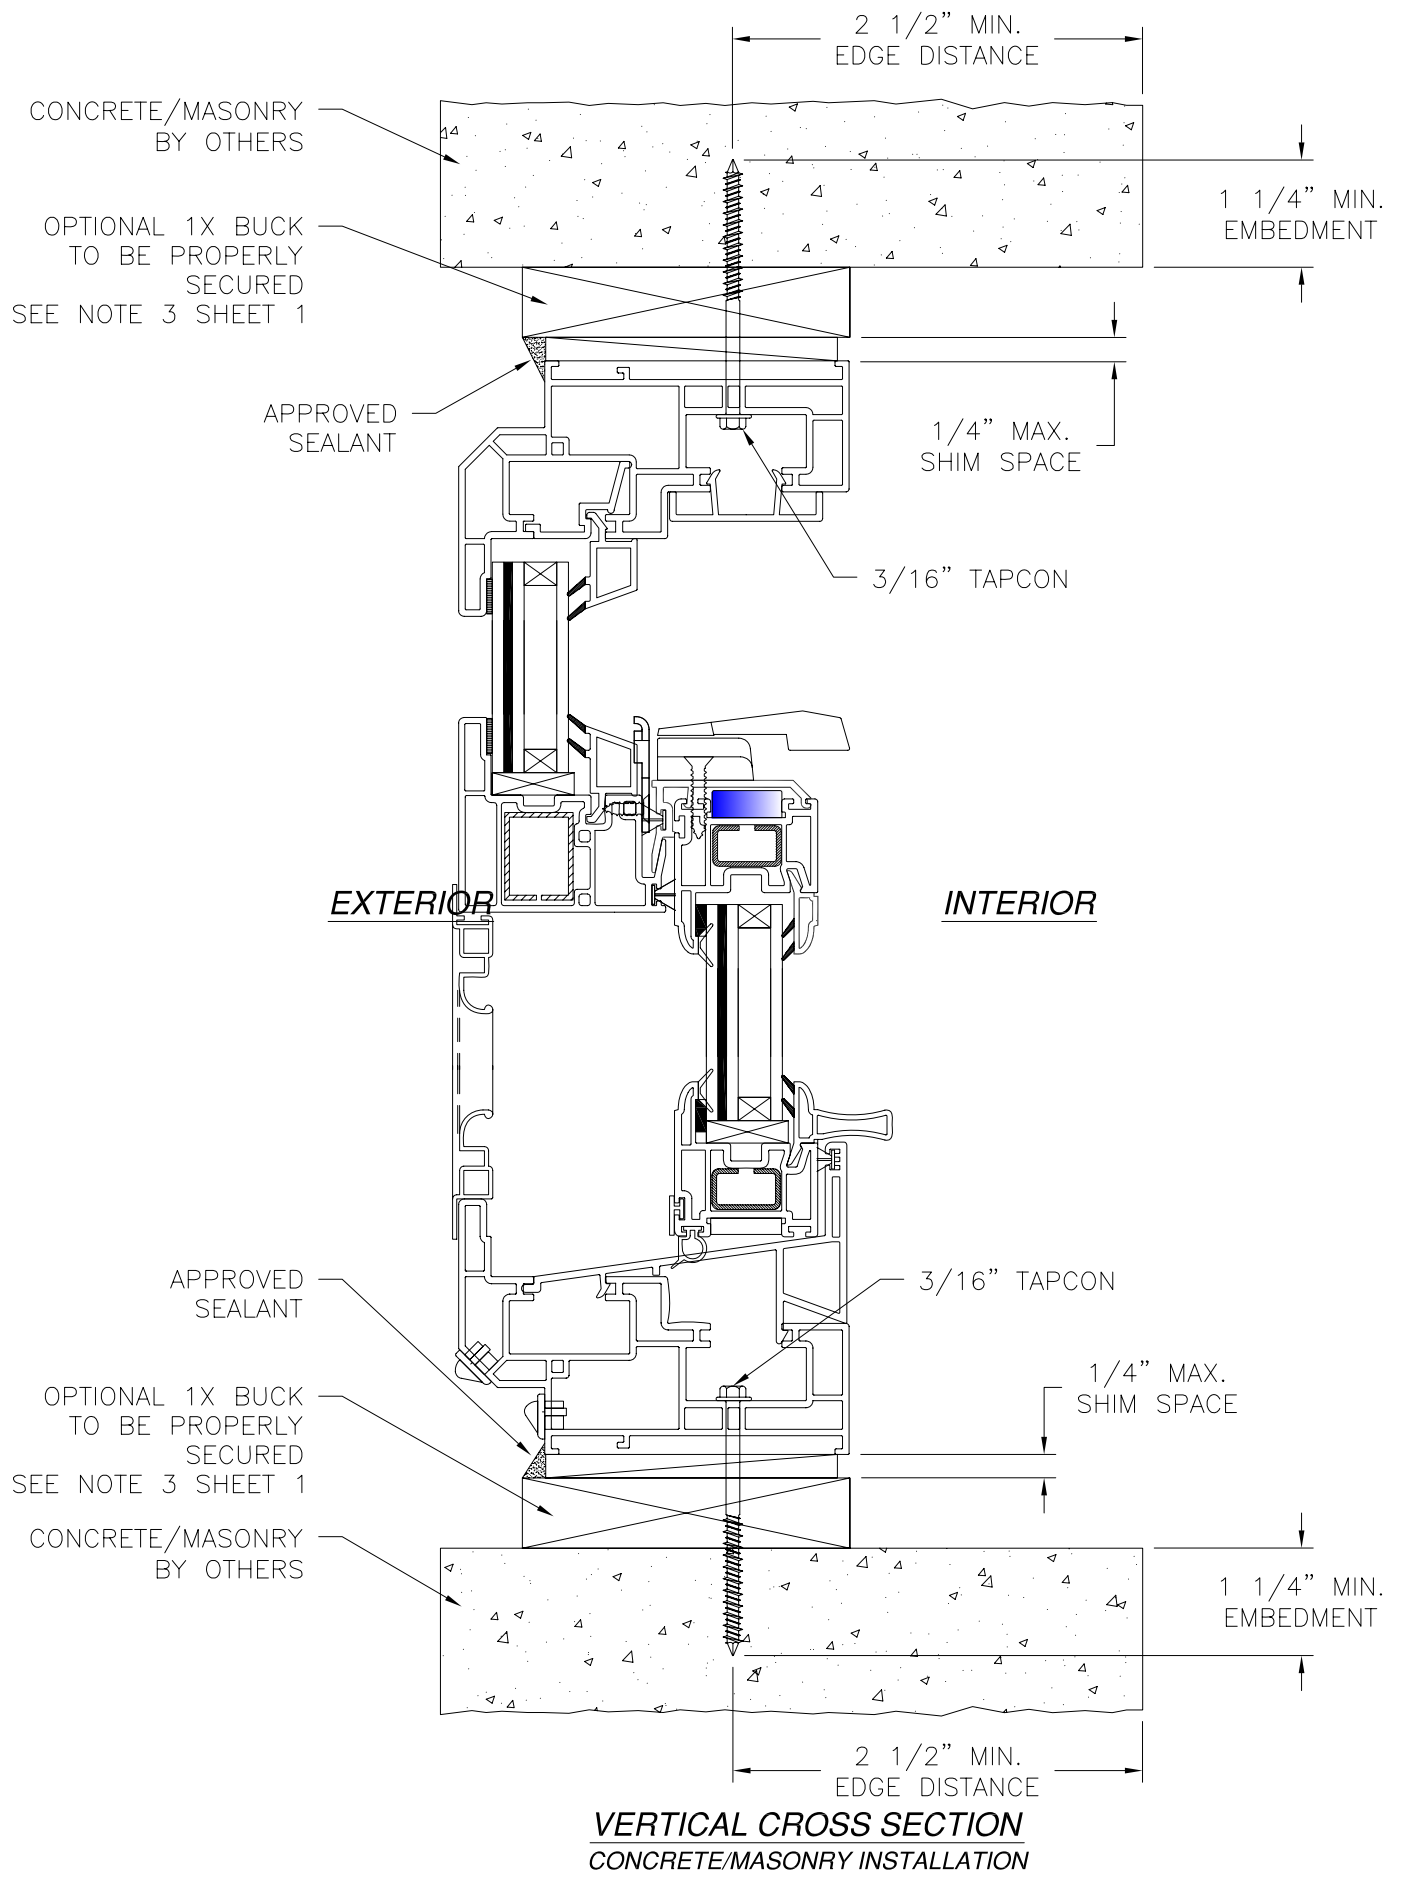 2 1/2” MIN.
EDGE DISTANCE
CONCRETE/MASONRY
BY OTHERS
1 1/4” MIN.
EMBEDMENT
OPTIONAL 1X BUCK
TO BE PROPERLY
SECURED
SEE NOTE 3 SHEET 1
APPROVED
SEALANT
1/4” MAX.
SHIM SPACE
3/16” TAPCON
EXTERIOR
INTERIOR
APPROVED
SEALANT
3/16” TAPCON
1/4” MAX.
SHIM SPACE
OPTIONAL 1X BUCK
TO BE PROPERLY
SECURED
SEE NOTE 3 SHEET 1
CONCRETE/MASONRY
BY OTHERS
1 1/4” MIN.
EMBEDMENT
2 1/2” MIN.
EDGE DISTANCE
VERTICAL CROSS SECTION
CONCRETE/MASONRY INSTALLATION